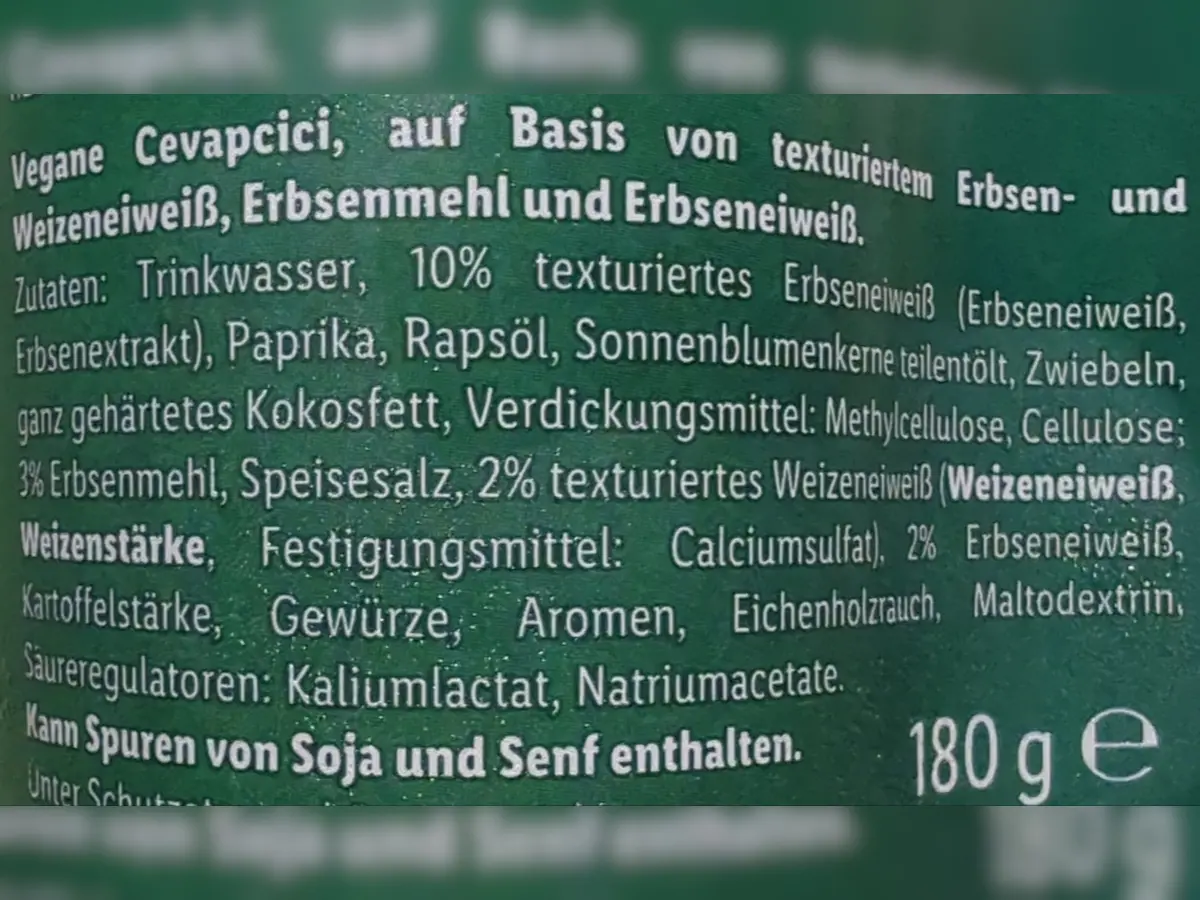 Vegane Cevapcici, auf Basis von texturiertem Erbsen- und
Weizeneiweiß, Erbsenmehl und Erbseneiweiß.
Zutaten: Trinkwasser, 10% texturiertes Erbseneiweiß (Erbseneiweiß,
Erbsenextrakt), Paprika, Rapsöl, Sonnenblumenkerne teilentölt, Zwiebeln,
ganz gehärtetes Kokosfett, Verdickungsmittel: Methylcellulose, Cellulose;
3% Erbsenmehl, Speisesalz, 2% texturiertes Weizeneiweiß (Weizeneiweiß,
Weizenstärke, Festigungsmittel: Calciumsulfat), 2% Erbseneiweiß,
Kartoffelstärke, Gewürze, Aromen, Eichenholzrauch, Maltodextrin,
Säureregulatoren: Kaliumlactat, Natriumacetate.
Kann Spuren von Soja und Senf enthalten.
180 g e
Unter